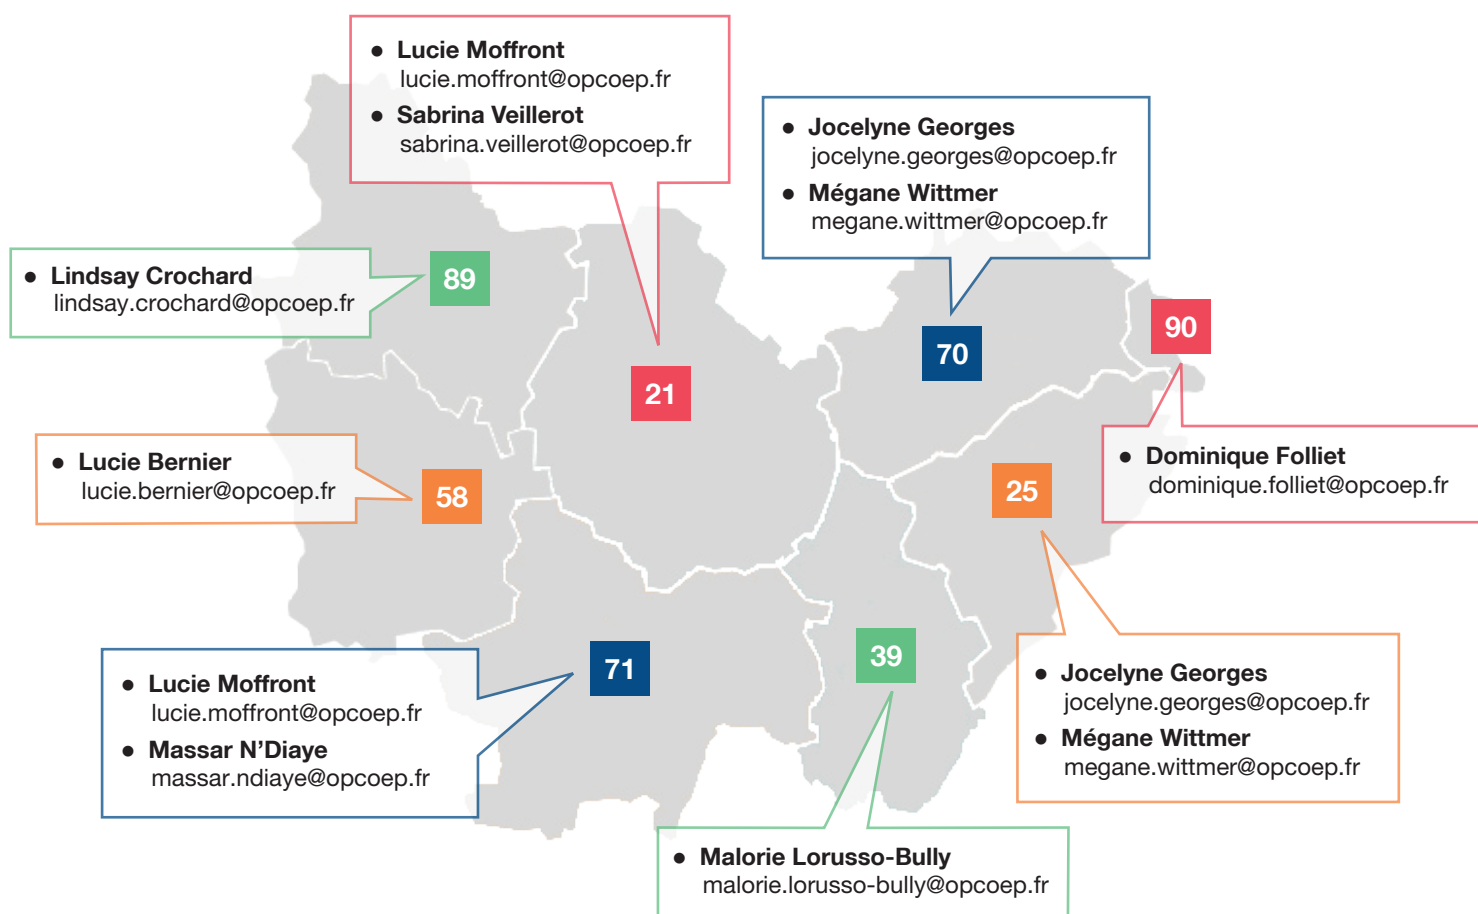 • Lucie Moffront
lucie.moffront@opcoep.fr
• Sabrina Veillerot
sabrina.veillerot@opcoep.fr
• Jocelyne Georges
jocelyne.georges@opcoep.fr
• Mégane Wittmer
megane.wittmer@opcoep.fr
• Lindsay Crochard
lindsay.crochard@opcoep.fr
89
90
70
21
• Lucie Bernier
lucie.bernier@opcoep.fr
58
25
• Dominique Folliet
dominique.folliet@opcoep.fr
71
39
• Lucie Moffront
lucie.moffront@opcoep.fr
• Massar N’Diaye
massar.ndiaye@opcoep.fr
• Jocelyne Georges
jocelyne.georges@opcoep.fr
• Mégane Wittmer
megane.wittmer@opcoep.fr
• Malorie Lorusso-Bully
malorie.lorusso-bully@opcoep.fr